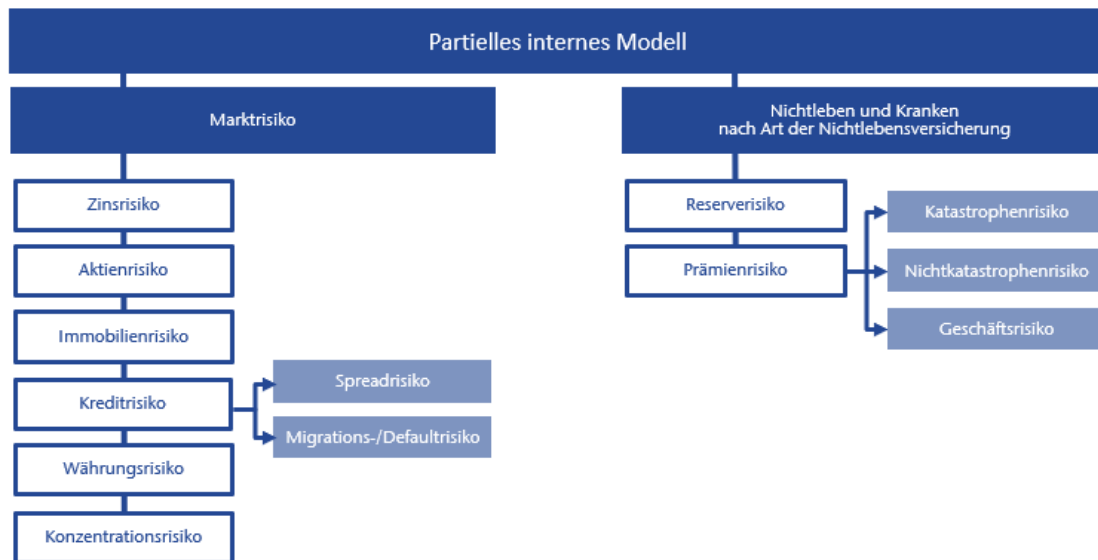 Partielles internes Modell
Marktrisiko
Zinsrisiko
Aktienrisiko
Immobilienrisiko
Kreditrisiko
Spreadrisiko
Migrations-/Defaultrisiko
Währungsrisiko
Konzentrationsrisiko
Nichtleben und Kranken
nach Art der Nichtlebensversicherung
Reserverisiko
Prämienrisiko
Katastrophenrisiko
Nichtkatastrophenrisiko
Geschäftsrisiko